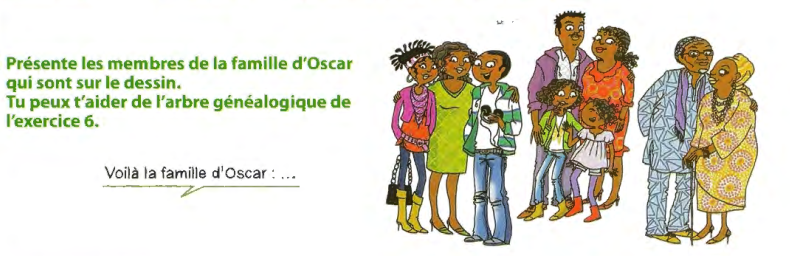 Présente les membres de la famille d'Oscar
qui sont sur le dessin.
Tu peux t'aider de l'arbre généalogique de
l'exercice 6.
Voilà la famille d'Oscar : ...